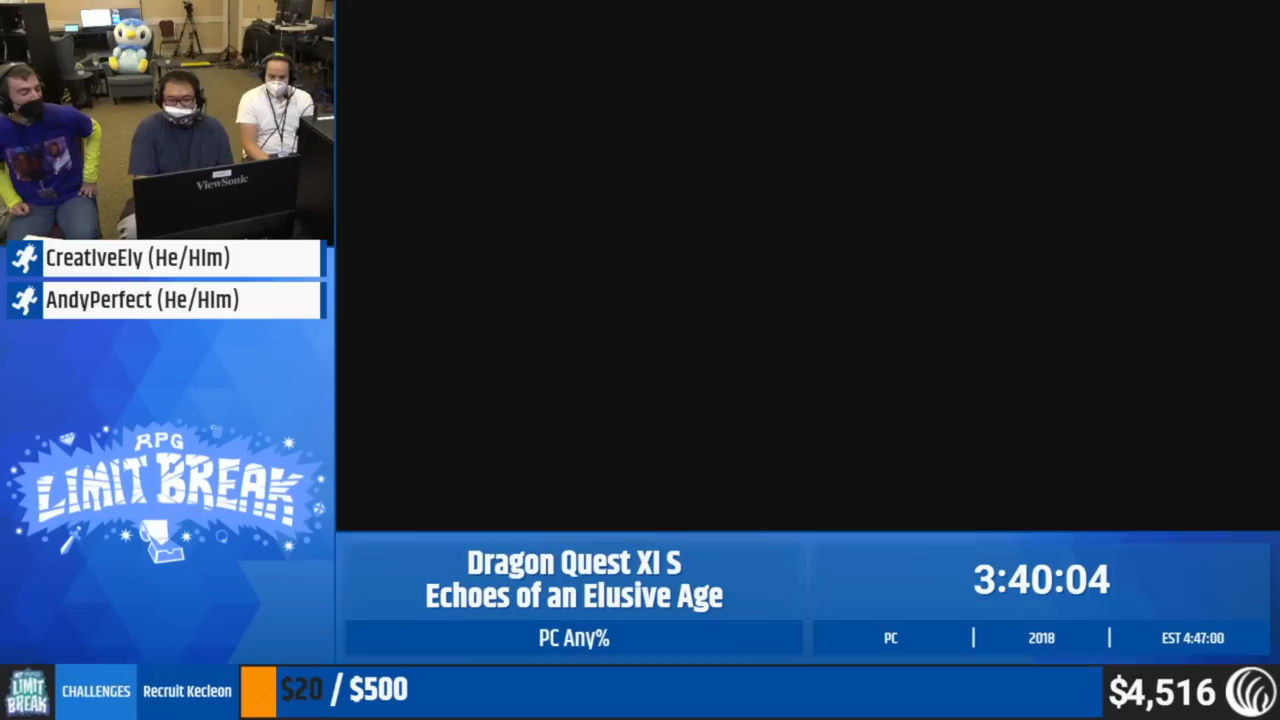 ViewSonic
CreatIveEly (He/HIm)
AndyPerfect (He/HIm)
RPG
LIMIT BREAK
Dragon Quest XI S
Echoes of an Elusive Age
PC Any%
3:40:04
PC | 2018 | EST 4:47:00
LIMIT BREAK
CHALLENGES
Recruit Kecleon
$20 / $500
$4,516